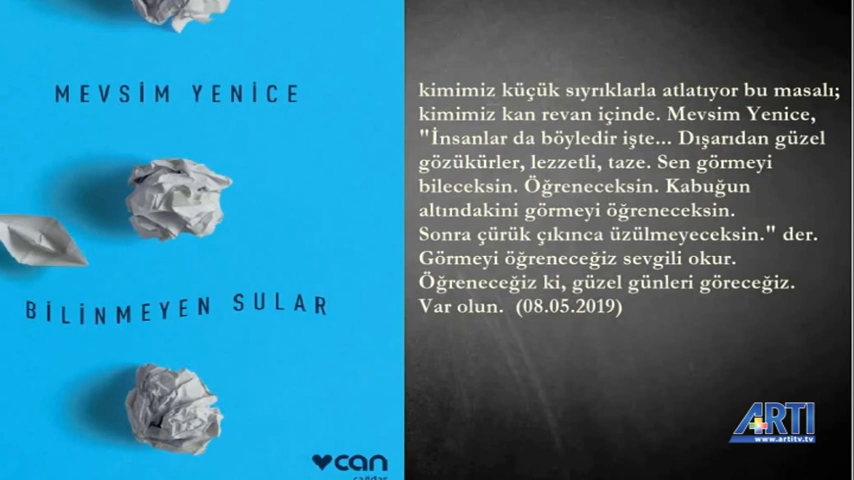 MEVSİM YENİCE
BİLİNMEYEN SULAR
can
çağdaş
kimimiz küçük sıyrıklarla atlatıyor bu masalı;
kimimiz kan revan içinde. Mevsim Yenice,
"İnsanlar da böyledir işte... Dışarıdan güzel
gözükürler, lezzetli, taze. Sen görmeyi
bileceksin. Öğreneceksin. Kabuğun
altındakini görmeyi öğreneceksin.
Sonra çürük çıkınca üzülmeyeceksin." der.
Görmeyi öğreneceğiz sevgili okur.
Öğreneceğiz ki, güzel günleri göreceğiz.
Var olun. (08.05.2019)
ARTI
www.artitv.tv